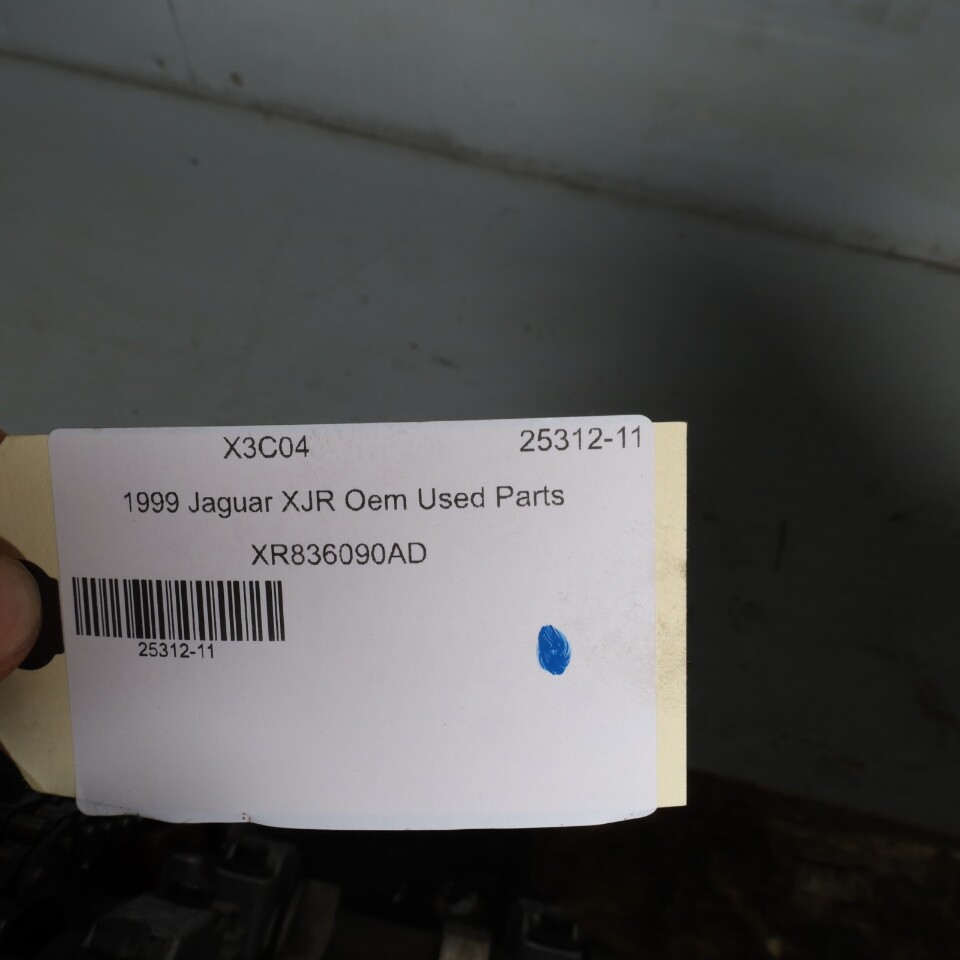 X3C04 25312-11
1999 Jaguar XJR Oem Used Parts
XR836090AD
25312-11